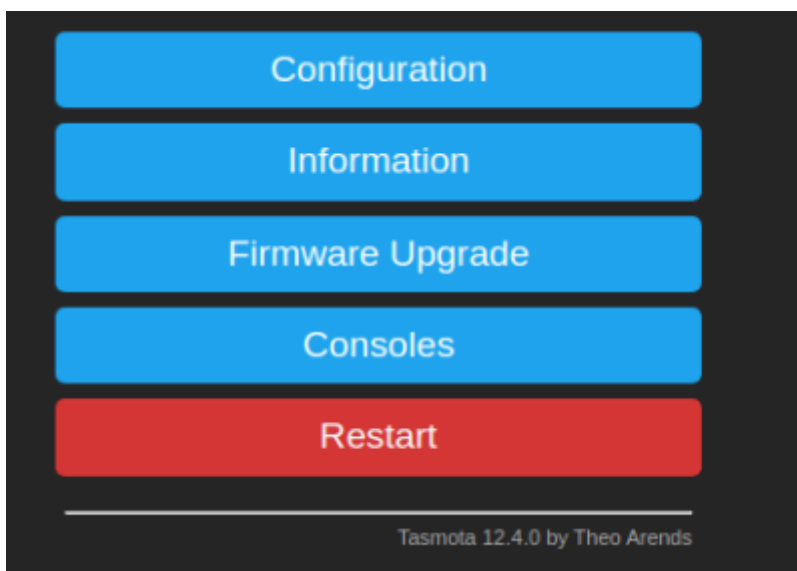 Configuration
Information
Firmware Upgrade
Consoles
Restart
Tasmota 12.4.0 by Theo Arends